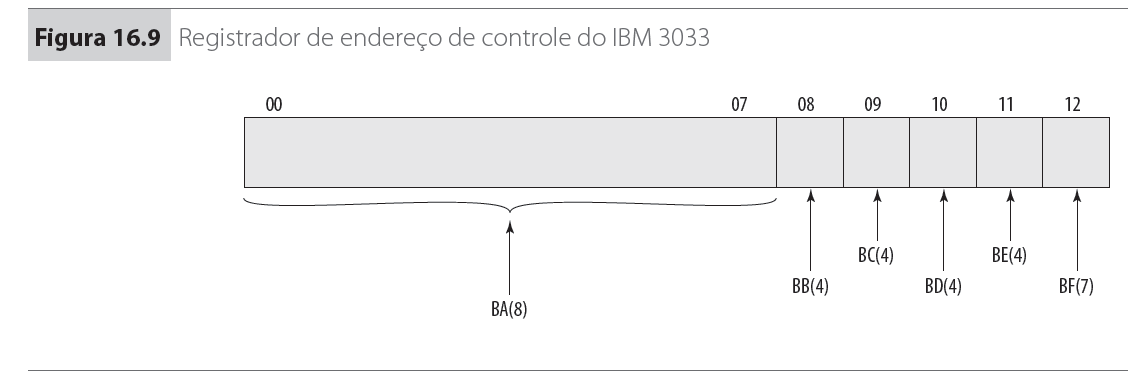 Figura 16.9 Registrador de endereço de controle do IBM 3033
00 07 08 09 10 11 12
BC(4) BE(4)
BB(4) BD(4) BF(7)
BA(8)